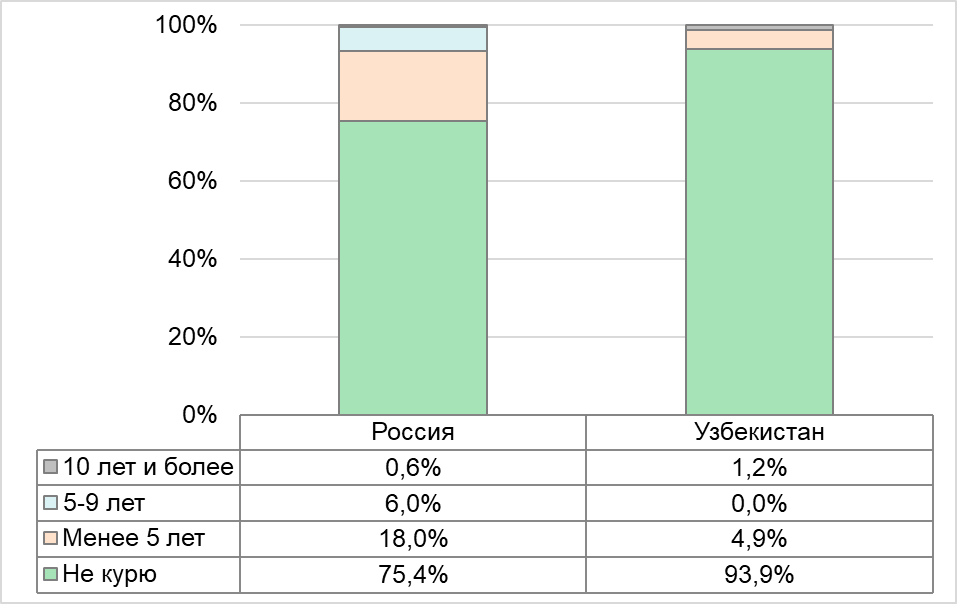 100%
80%
60%
40%
20%
0%
Россия Узбекистан
10 лет и более 0,6% 1,2%
5-9 лет 6,0% 0,0%
Менее 5 лет 18,0% 4,9%
Не курю 75,4% 93,9%